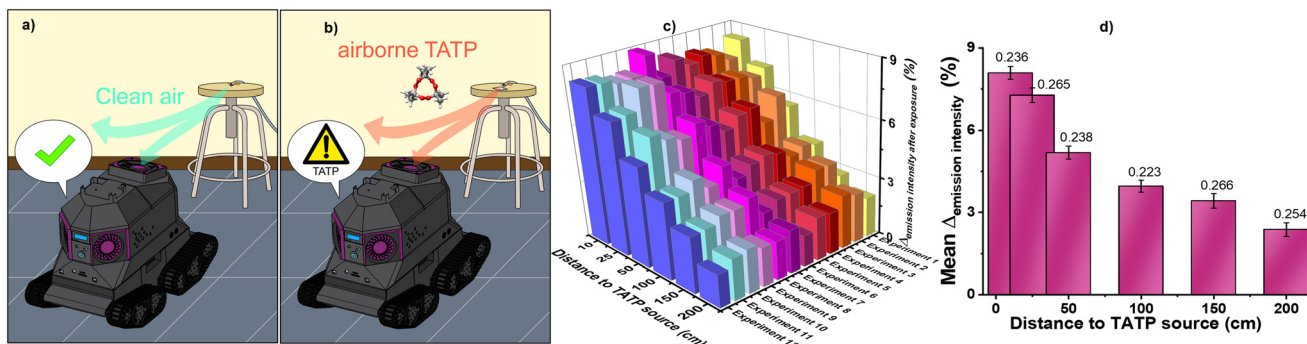 a)
Clean air
b)
airborne TATP
TATP
c)
9
6
3
0
Δemission intensity after exposure (%)
10
25
50
100
150
200
Distance to TATP source (cm)
Experiment 1
Experiment 2
Experiment 3
Experiment 4
Experiment 5
Experiment 6
Experiment 7
Experiment 8
Experiment 9
Experiment 10
Experiment 11
d)
Mean Δemission intensity (%)
9
6
3
0
0.236
0.265
0.238
0.223
0.266
0.254
0
50
100
150
200
Distance to TATP source (cm)